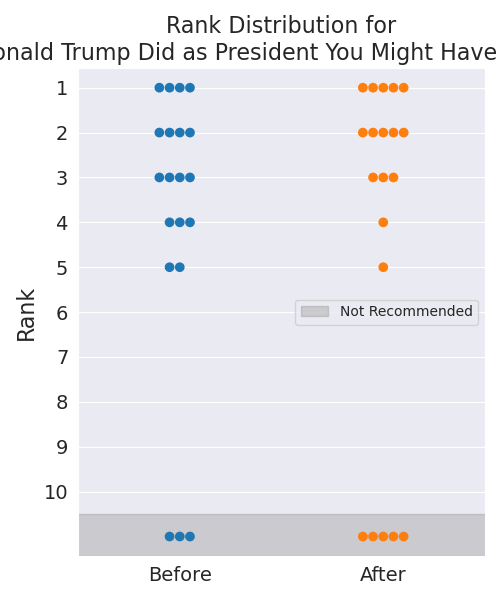 Rank Distribution for
onald Trump Did as President You Might Have
1
2
3
4
5
6
7
8
9
10
Rank
Not Recommended
Before
After